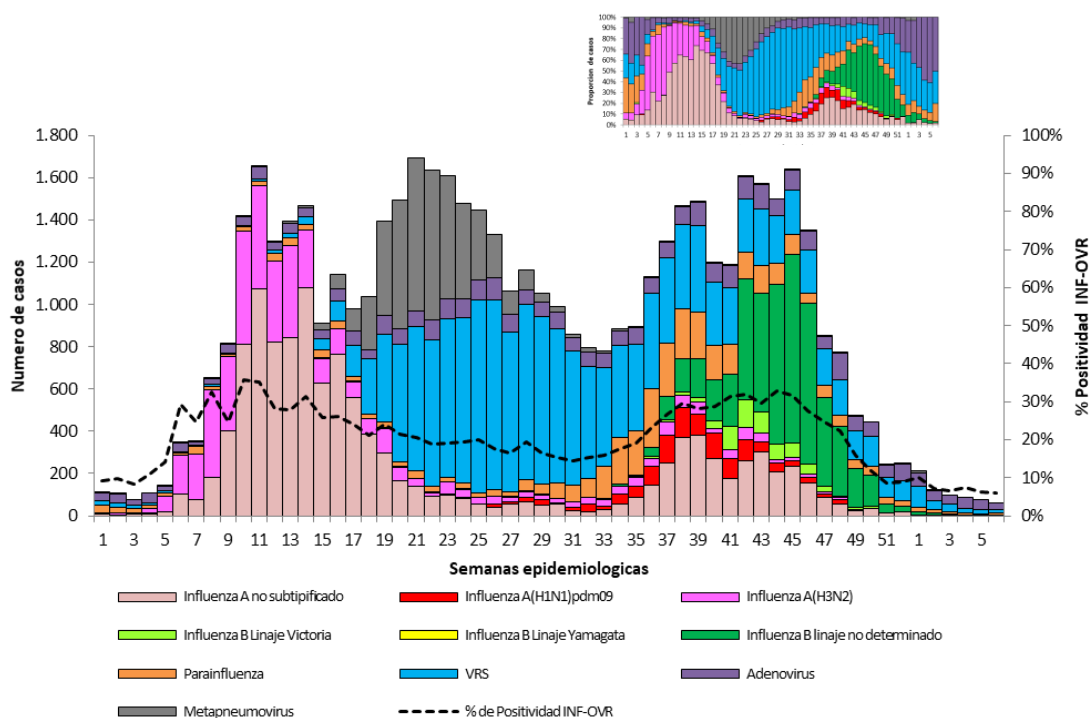 Proporcion de casos
100%
90%
80%
70%
60%
50%
40%
30%
20%
10%
0%
1 3 5 7 9 11 13 15 17 19 21 23 25 27 29 31 33 35 37 39 41 43 45 47 49 51 1 3 5
Numero de casos
1.800
1.600
1.400
1.200
1.000
800
600
400
200
0
100%
90%
80%
70%
60%
50%
40%
30%
20%
10%
0%
% Positividad INF-OVR
1 3 5 7 9 11 13 15 17 19 21 23 25 27 29 31 33 35 37 39 41 43 45 47 49 51 1 3 5
Semanas epidemiologicas
Influenza A no subtipificado
Influenza A(H1N1)pdm09
Influenza A(H3N2)
Influenza B Linaje Victoria
Influenza B Linaje Yamagata
Influenza B linaje no determinado
Parainfluenza
VRS
Adenovirus
Metapneumovirus
% de Positividad INF-OVR